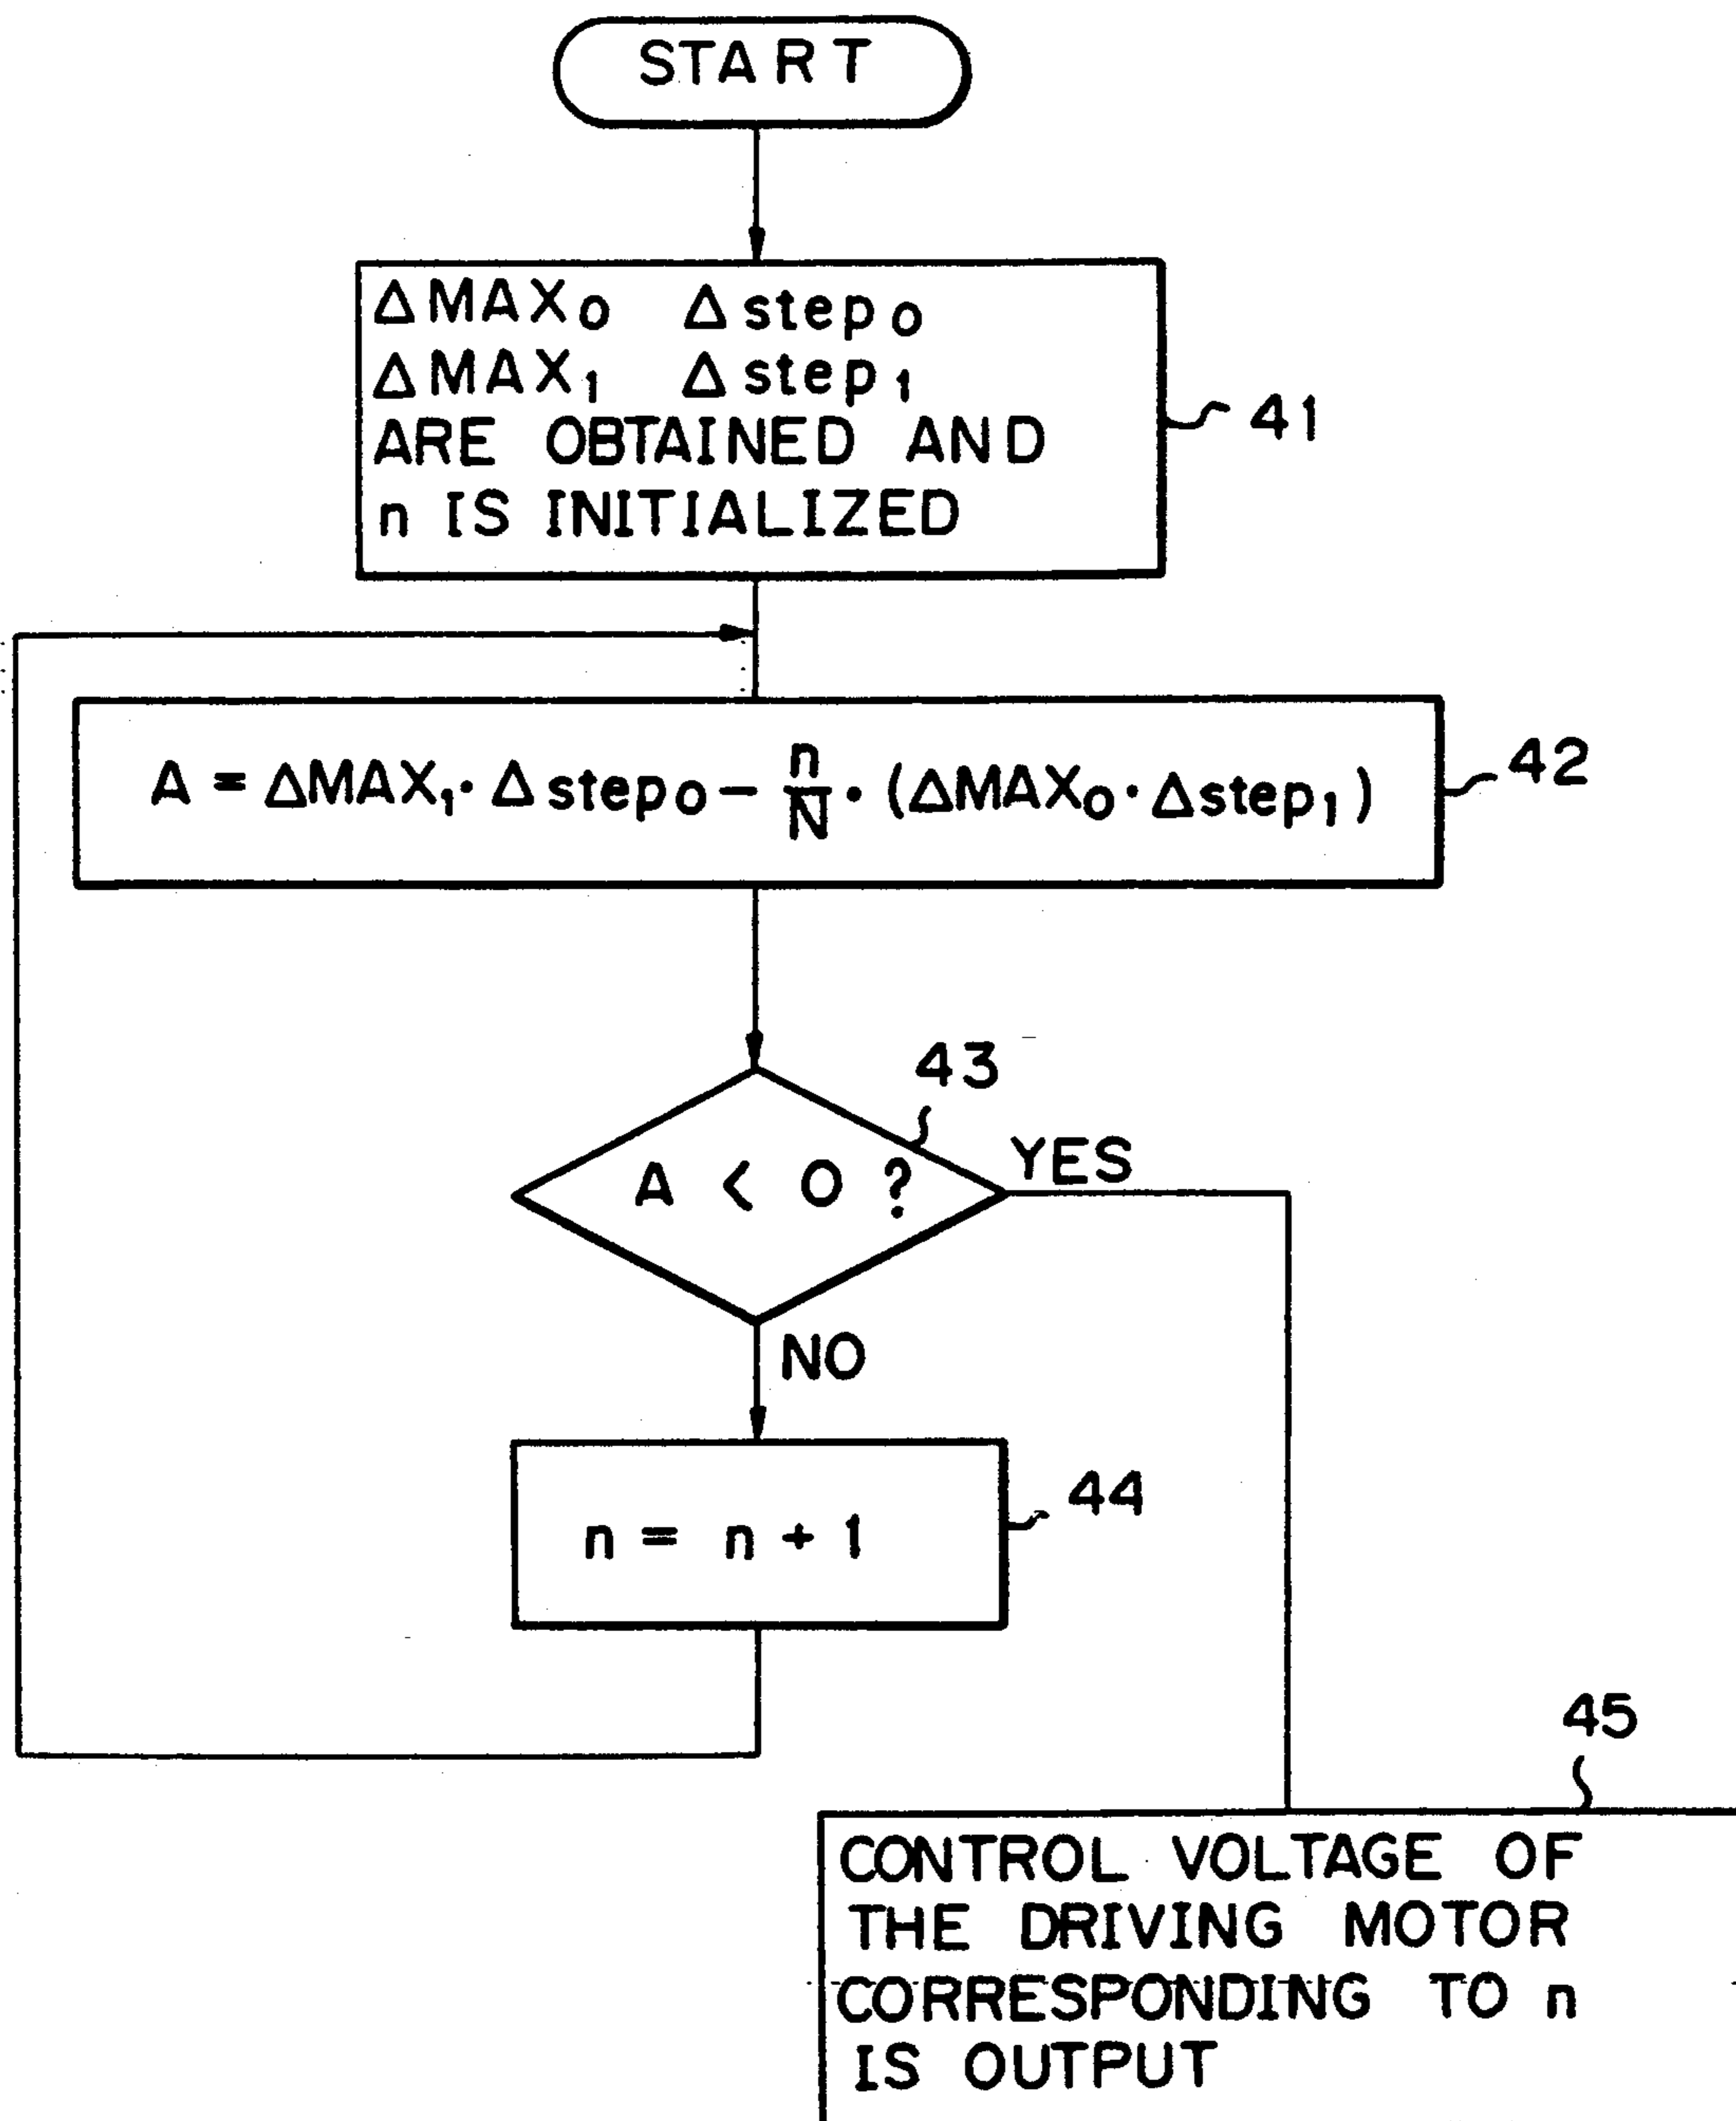 START
ΔMAX₀ Δstep₀
ΔMAX₁ Δstep₁
ARE OBTAINED AND
n IS INITIALIZED
41
A = ΔMAX₁· Δstep₀ − n/N · (ΔMAX₀·Δstep₁)
42
43
A < 0 ?
YES
NO
n = n + 1
44
45
CONTROL VOLTAGE OF
THE DRIVING MOTOR
CORRESPONDING TO n
IS OUTPUT